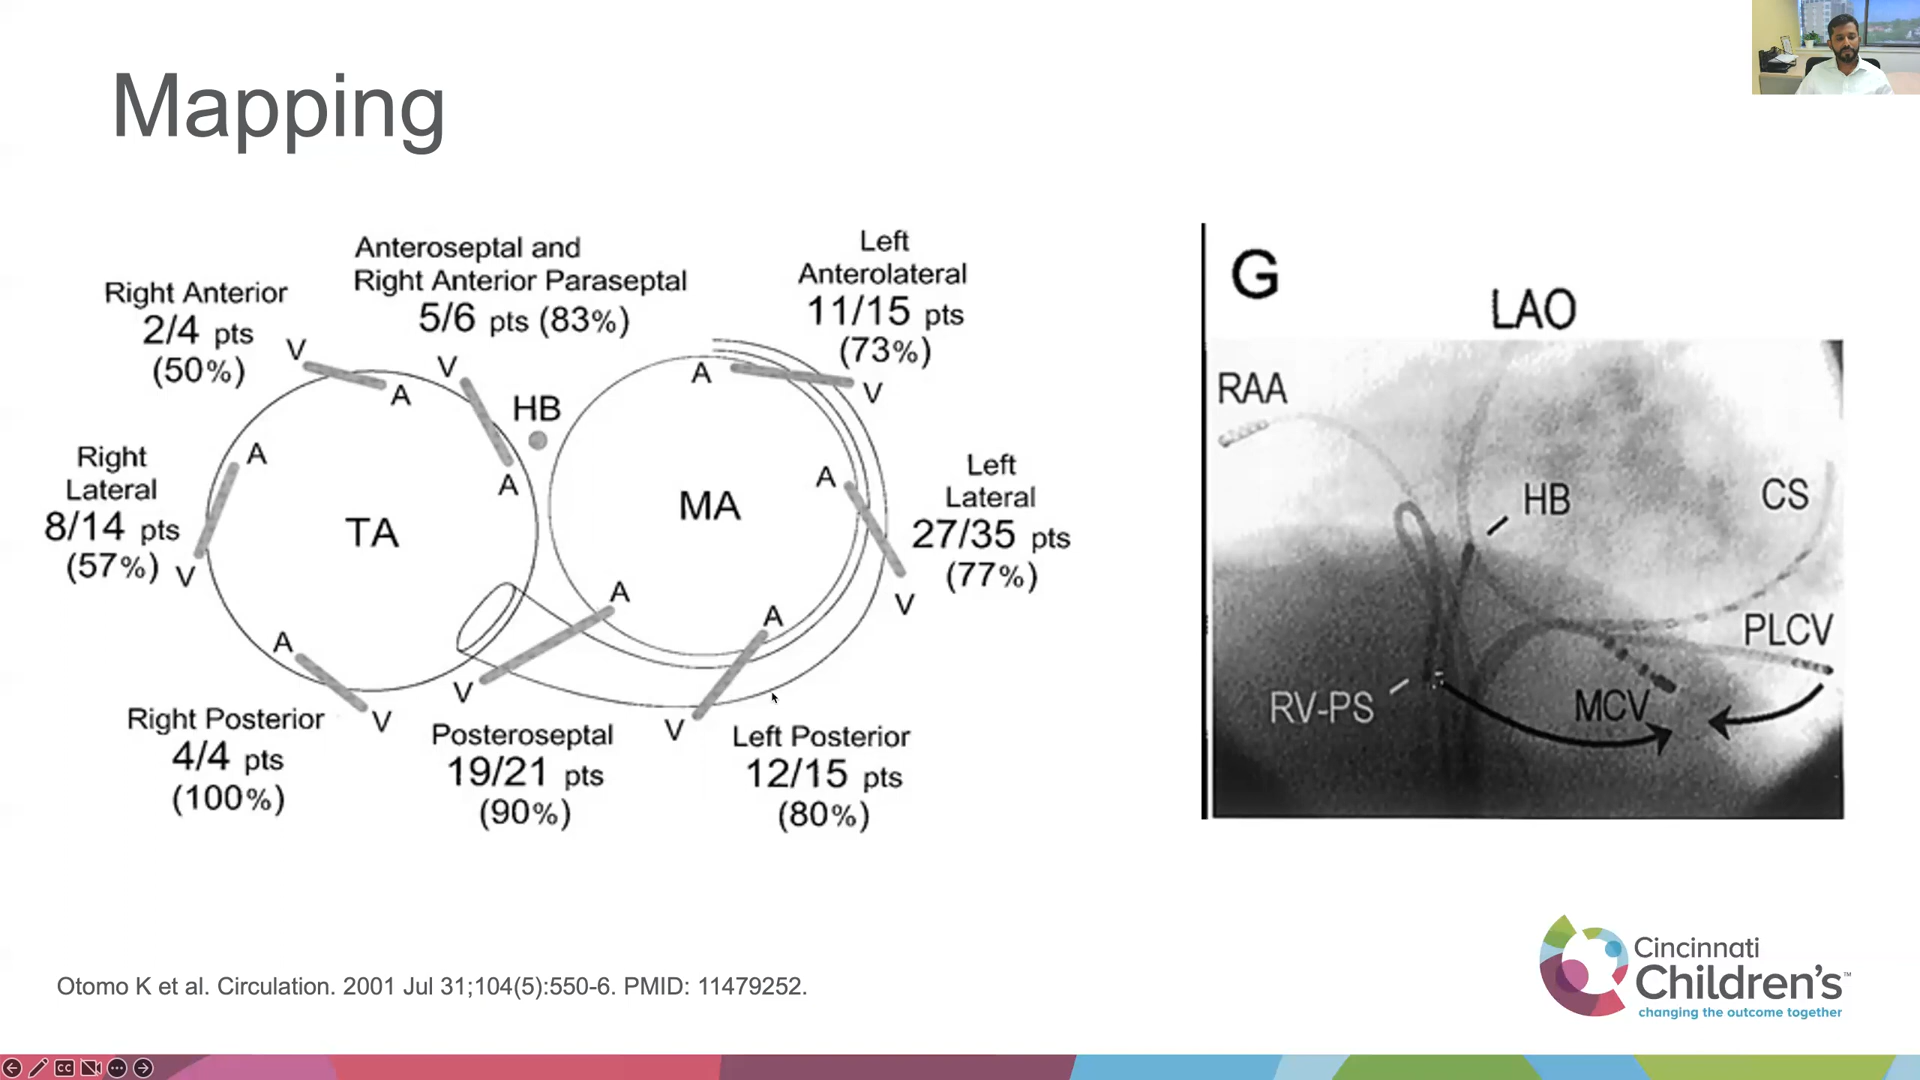 Mapping
Right Anterior
2/4 pts
(50%)
Anteroseptal and
Right Anterior Paraseptal
5/6 pts (83%)
Left
Anterolateral
11/15 pts
(73%)
V
A
V
A
HB
A
V
Right
Lateral
8/14 pts
(57%)
A
V
TA
MA
A
V
Left
Lateral
27/35 pts
(77%)
A
V
Right Posterior
4/4 pts
(100%)
A
V
Posteroseptal
19/21 pts
(90%)
A
V
Left Posterior
12/15 pts
(80%)
G
LAO
RAA
HB
CS
PLCV
RV-PS
MCV
Otomo K et al. Circulation. 2001 Jul 31;104(5):550-6. PMID: 11479252.
Cincinnati
Children's™
changing the outcome together
CC